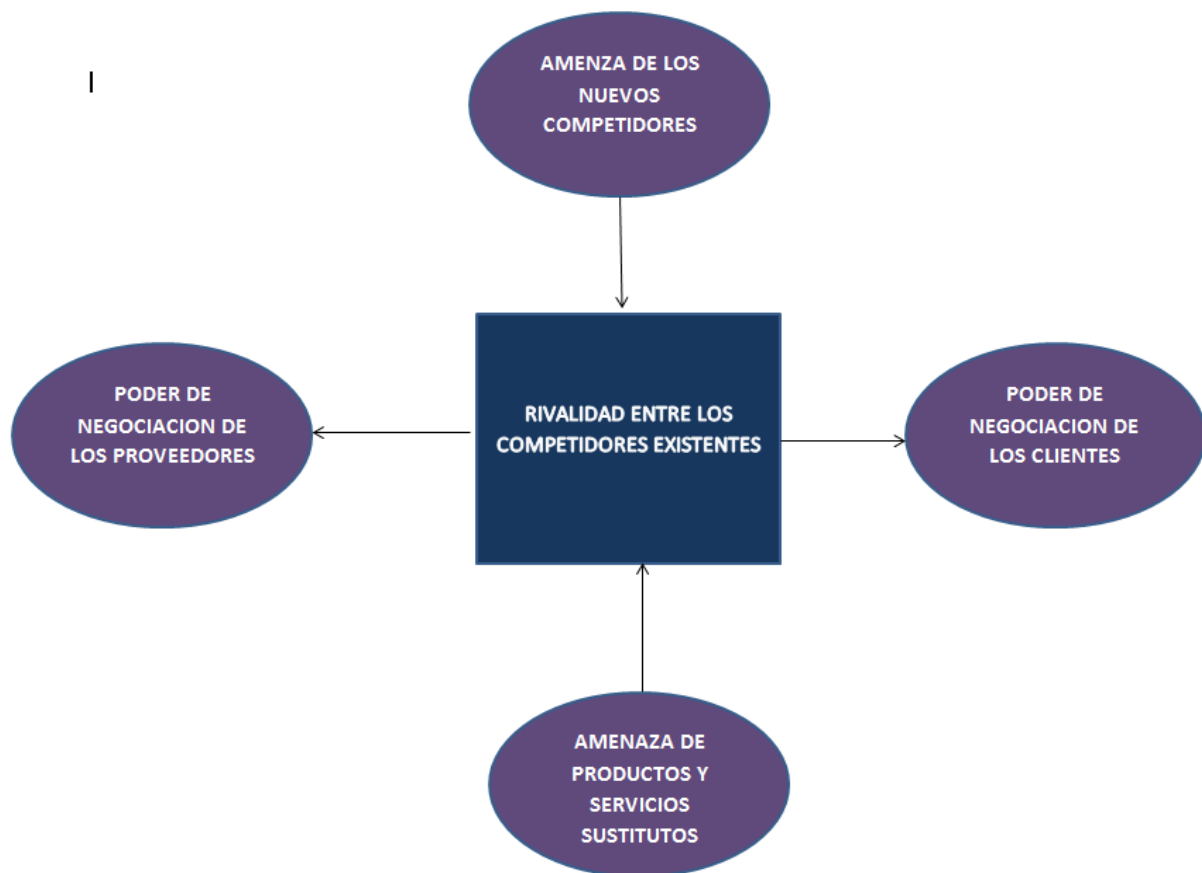 AMENZA DE LOS
NUEVOS
COMPETIDORES
PODER DE
NEGOCIACION DE
LOS PROVEEDORES
RIVALIDAD ENTRE LOS
COMPETIDORES EXISTENTES
PODER DE
NEGOCIACION DE
LOS CLIENTES
AMENAZA DE
PRODUCTOS Y
SERVICIOS
SUSTITUTOS